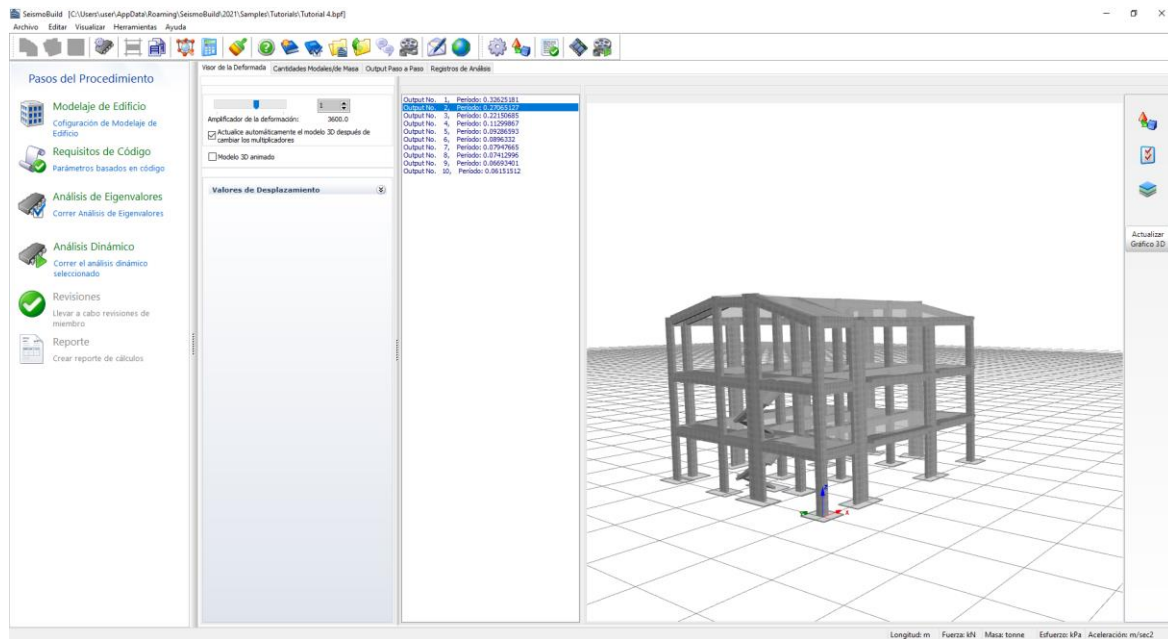 SeismoBuild [C:\Users\user\AppData\Roaming\SeismoBuild\2021\Samples\Tutorials\Tutorial 4.bpf]
Archivo Editar Visualizar Herramientas Ayuda
Pasos del Procedimiento
Modelaje de Edificio
Cofiguración de Modelaje de
Edificio
Requisitos de Código
Parámetros basados en código
Análisis de Eigenvalores
Correr Análisis de Eigenvalores
Análisis Dinámico
Correr el análisis dinámico
seleccionado
Revisiones
Llevar a cabo revisiones de
miembro
Reporte
Crear reporte de cálculos
Visor de la Deformada Cantidades Modales/de Masa Output Paso a Paso Registros de Análisis
1
Amplificador de la deformación: 3600.0
Actualice automáticamente el modelo 3D después de
cambiar los multiplicadores
Modelo 3D animado
Valores de Desplazamiento
Output No. 1, Período: 0.32625181
Output No. 2, Período: 0.27065127
Output No. 3, Período: 0.22150685
Output No. 4, Período: 0.11299867
Output No. 5, Período: 0.09286593
Output No. 6, Período: 0.0896332
Output No. 7, Período: 0.07947665
Output No. 8, Período: 0.07412996
Output No. 9, Período: 0.06693401
Output No. 10, Período: 0.06151512
Actualizar
Gráfico 3D
Longitud: m Fuerza: kN Masa: tonne Esfuerzo: kPa Aceleración: m/sec2